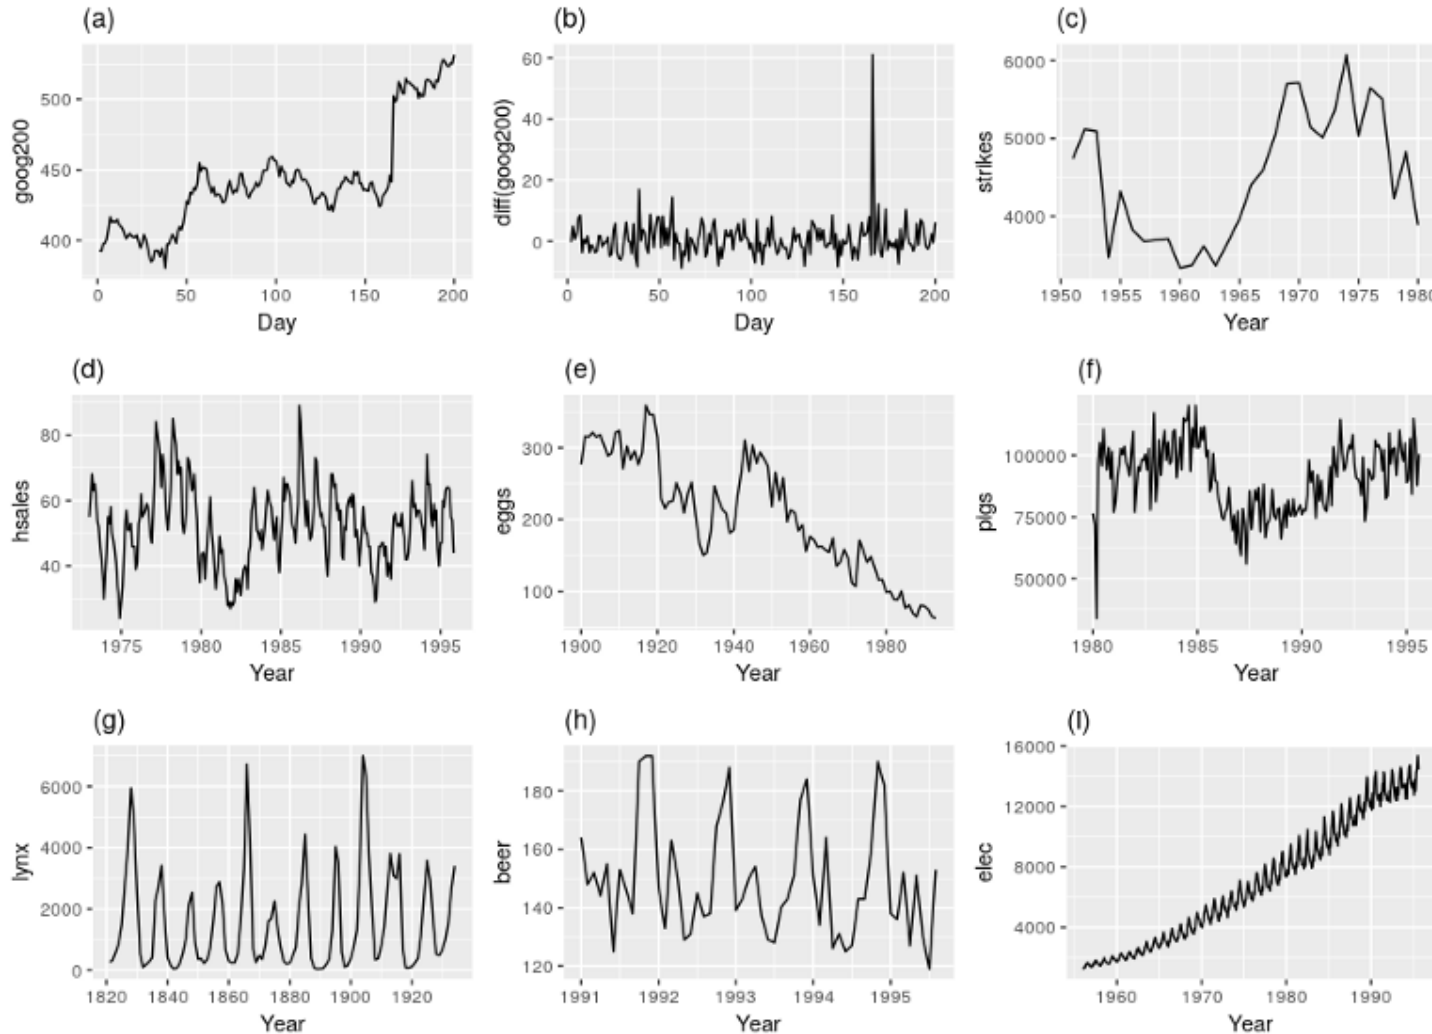 (a)
goog200
500
450
400
0
50
100
150
200
Day
(b)
diff(goog200)
60
40
20
0
0
50
100
150
200
Day
(c)
strikes
6000
5000
4000
1950
1955
1960
1965
1970
1975
1980
Year
(d)
hsales
80
60
40
1975
1980
1985
1990
1995
Year
(e)
eggs
300
200
100
1900
1920
1940
1960
1980
Year
(f)
pigs
100000
75000
50000
1980
1985
1990
1995
Year
(g)
lynx
6000
4000
2000
0
1820
1840
1860
1880
1900
1920
Year
(h)
beer
180
160
140
120
1991
1992
1993
1994
1995
Year
(i)
elec
16000
12000
8000
4000
1960
1970
1980
1990
Year